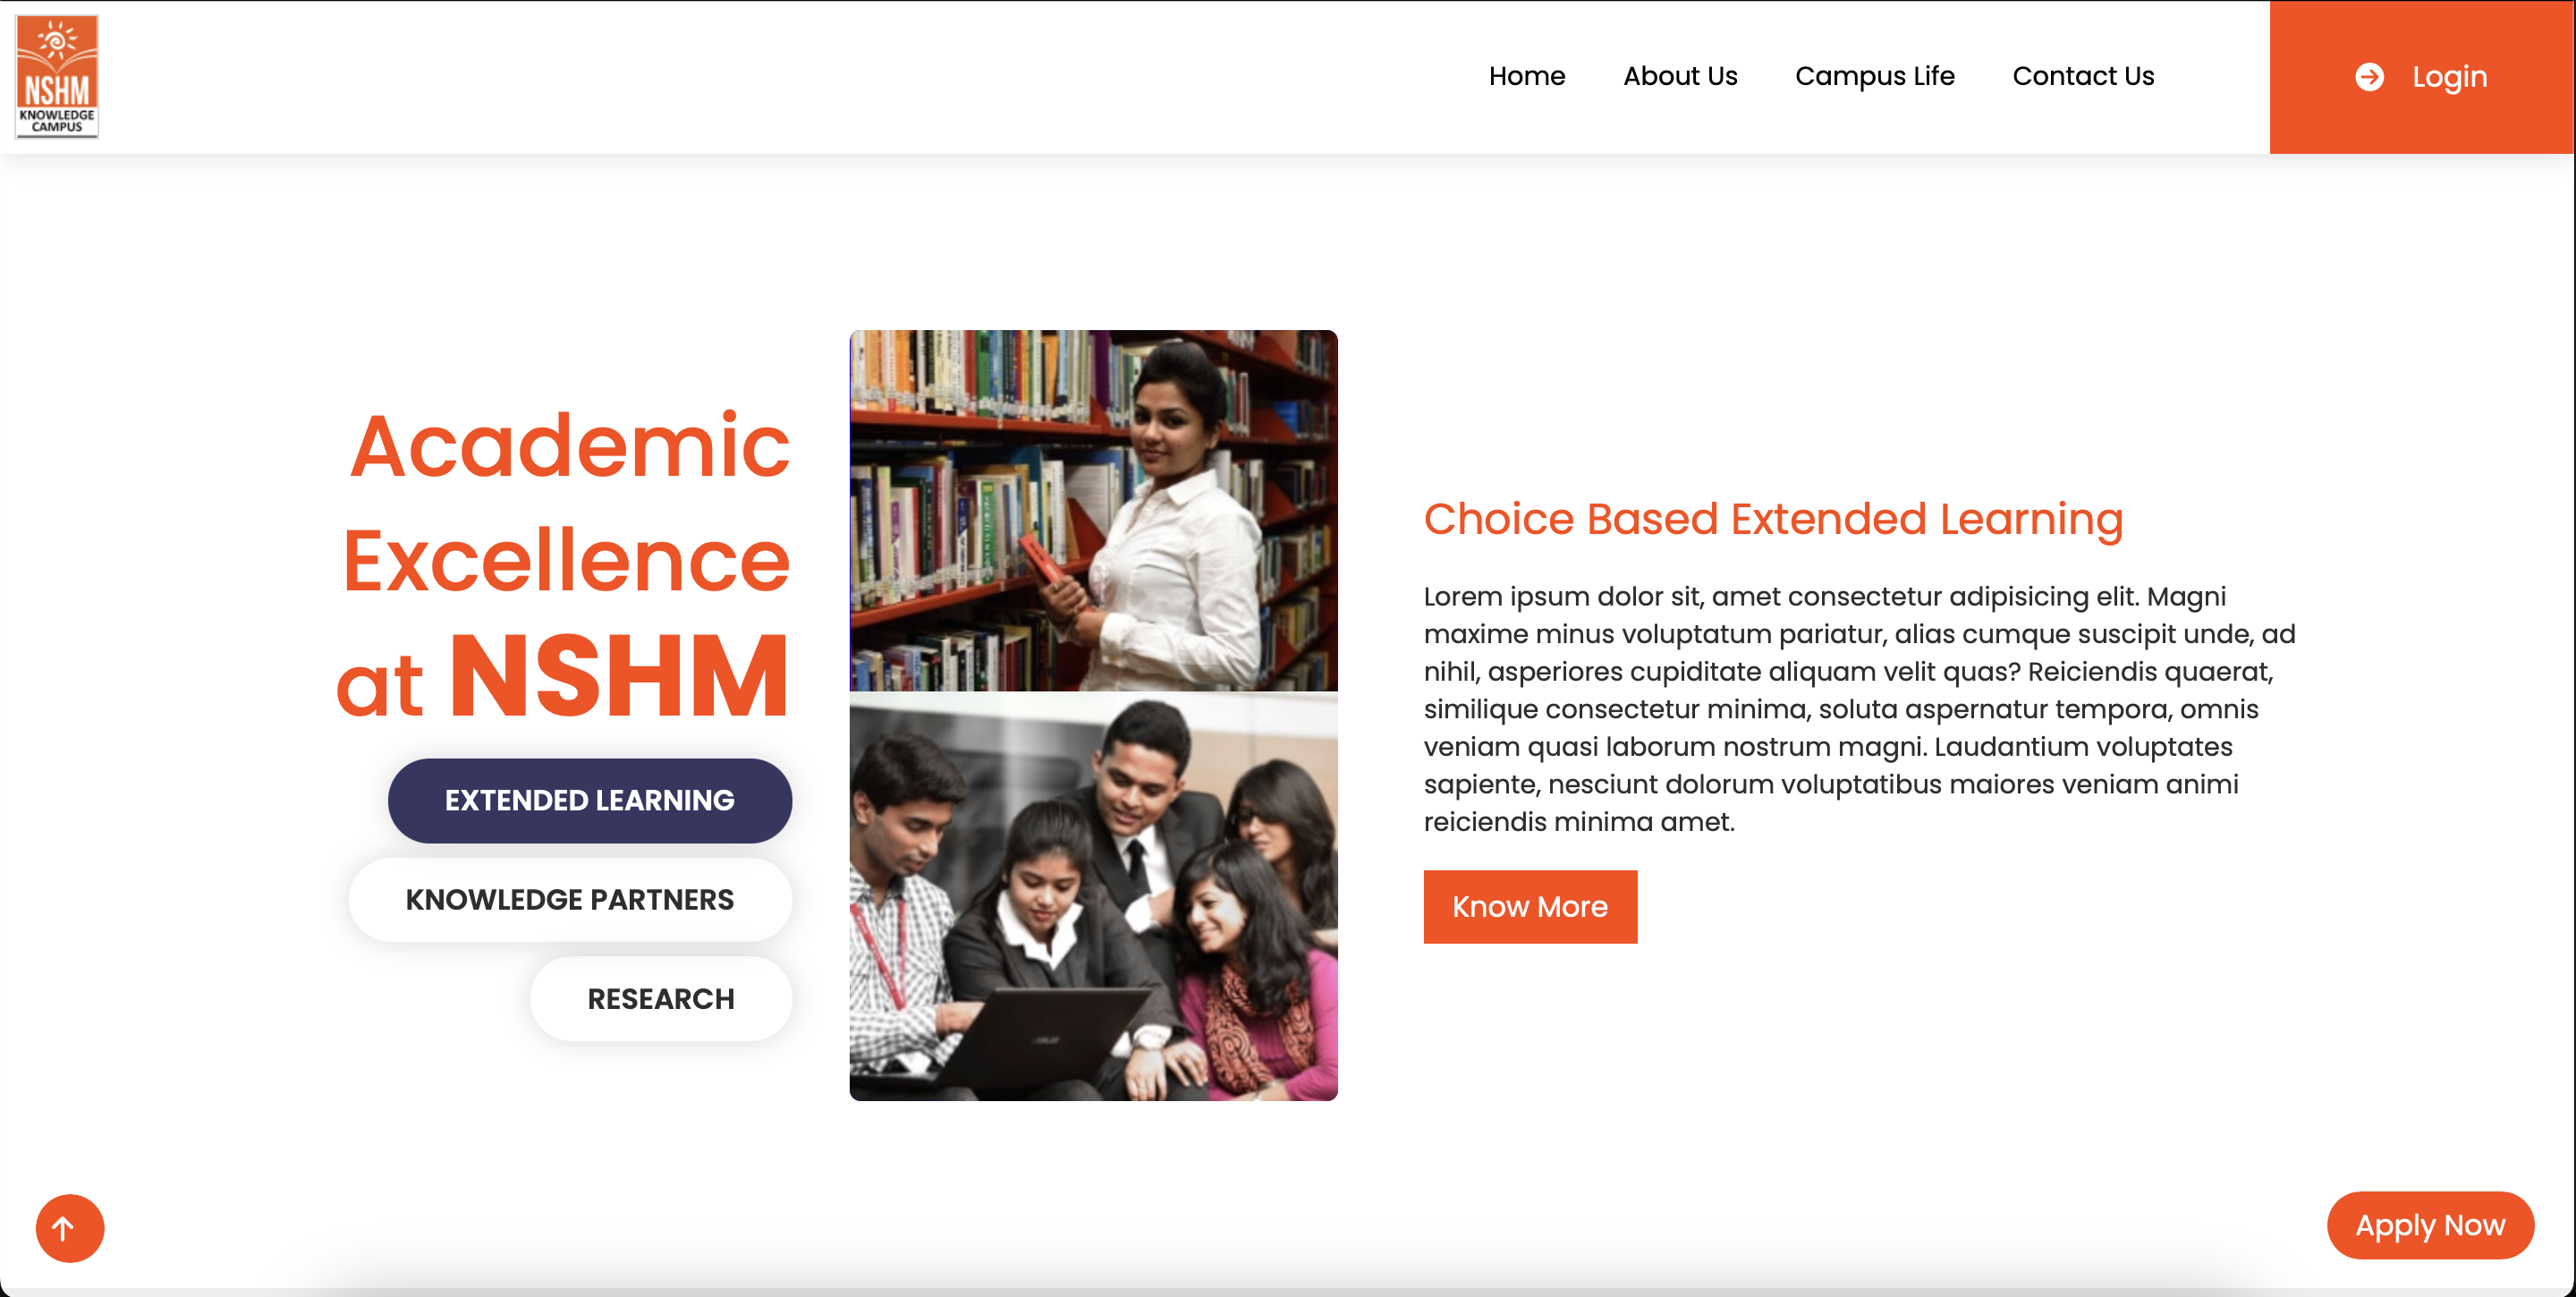 NSHM
KNOWLEDGE
CAMPUS
Home About Us Campus Life Contact Us Login
Academic
Excellence
at NSHM
EXTENDED LEARNING
KNOWLEDGE PARTNERS
RESEARCH
Choice Based Extended Learning
Lorem ipsum dolor sit, amet consectetur adipisicing elit. Magni
maxime minus voluptatum pariatur, alias cumque suscipit unde, ad
nihil, asperiores cupiditate aliquam velit quas? Reiciendis quaerat,
similique consectetur minima, soluta aspernatur tempora, omnis
veniam quasi laborum nostrum magni. Laudantium voluptates
sapiente, nesciunt dolorum voluptatibus maiores veniam animi
reiciendis minima amet.
Know More
Apply Now